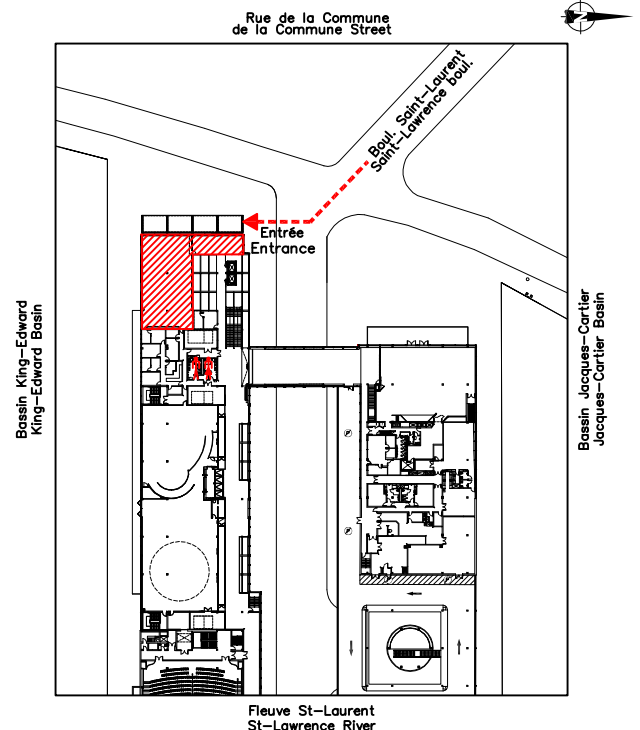 Rue de la Commune
de la Commune Street
N
Boul. Saint-Laurent
Saint-Lawrence boul.
Entrée
Entrance
Bassin King-Edward
King-Edward Basin
Bassin Jacques-Cartier
Jacques-Cartier Basin
Fleuve St-Laurent
St-Lawrence River